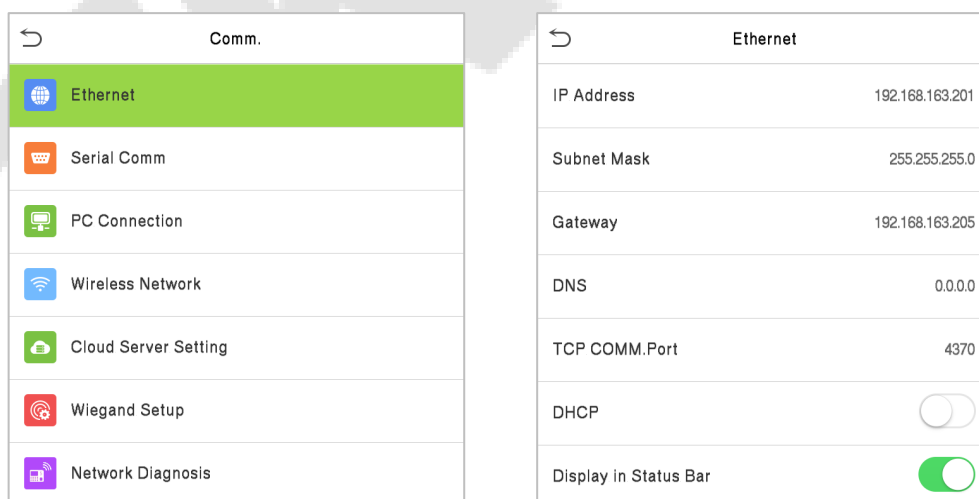 Comm.
Ethernet
Serial Comm
PC Connection
Wireless Network
Cloud Server Setting
Wiegand Setup
Network Diagnosis
Ethernet
IP Address 192.168.163.201
Subnet Mask 255.255.255.0
Gateway 192.168.163.205
DNS 0.0.0.0
TCP COMM.Port 4370
DHCP
Display in Status Bar